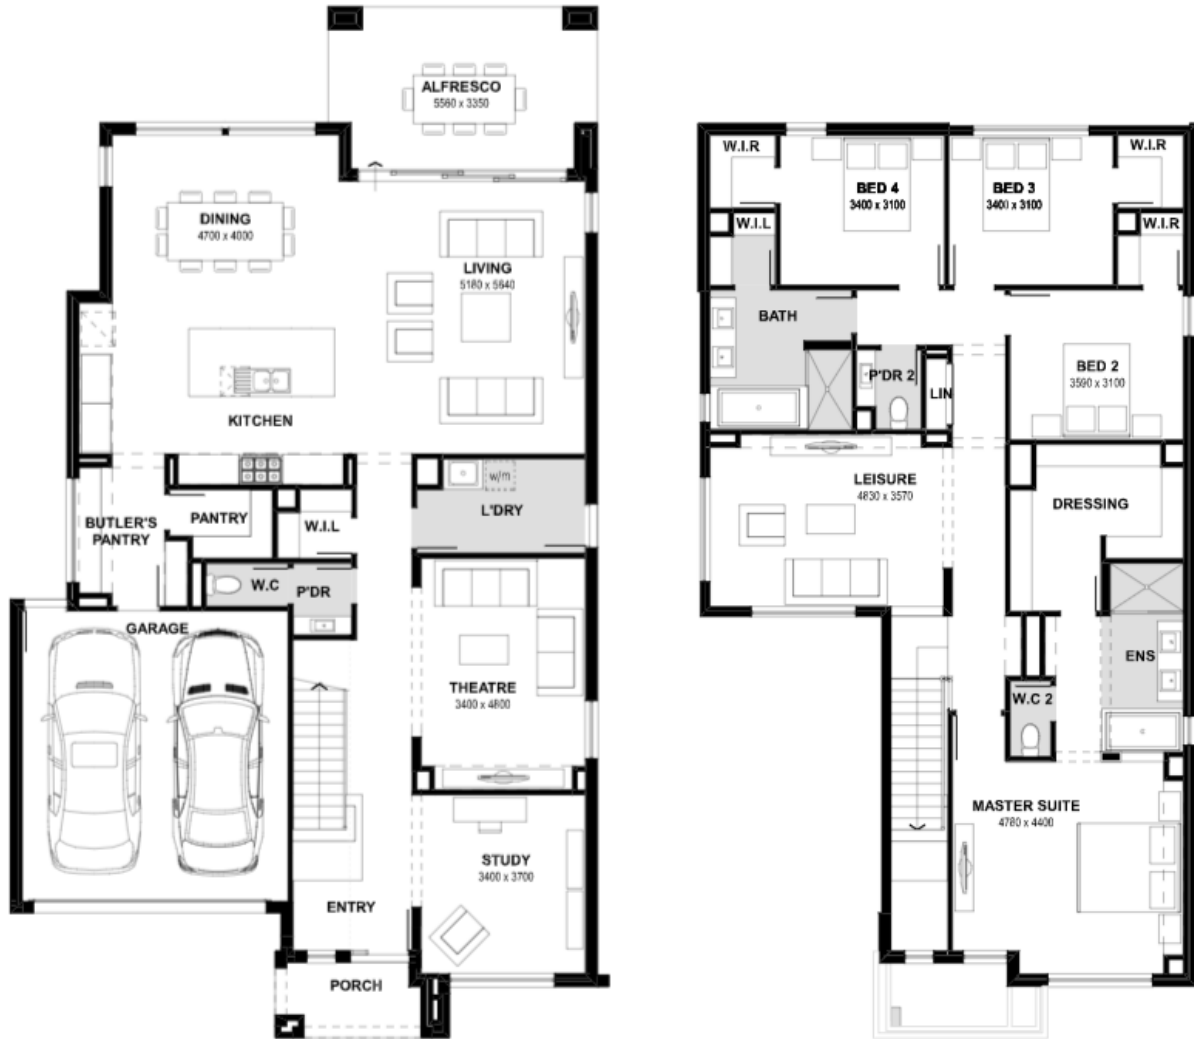 ALFRESCO
5560 x 3350
DINING
4700 x 4000
LIVING
5180 x 5640
KITCHEN
w/m
L'DRY
BUTLER'S
PANTRY
PANTRY
W.I.L
W.C
P'DR
GARAGE
THEATRE
3400 x 4800
STUDY
3400 x 3700
ENTRY
PORCH
W.I.R
BED 4
3400 x 3100
BED 3
3400 x 3100
W.I.R
W.I.L
W.I.R
BATH
P'DR 2
LIN
BED 2
3590 x 3100
LEISURE
4830 x 3570
DRESSING
ENS
W.C 2
MASTER SUITE
4780 x 4400